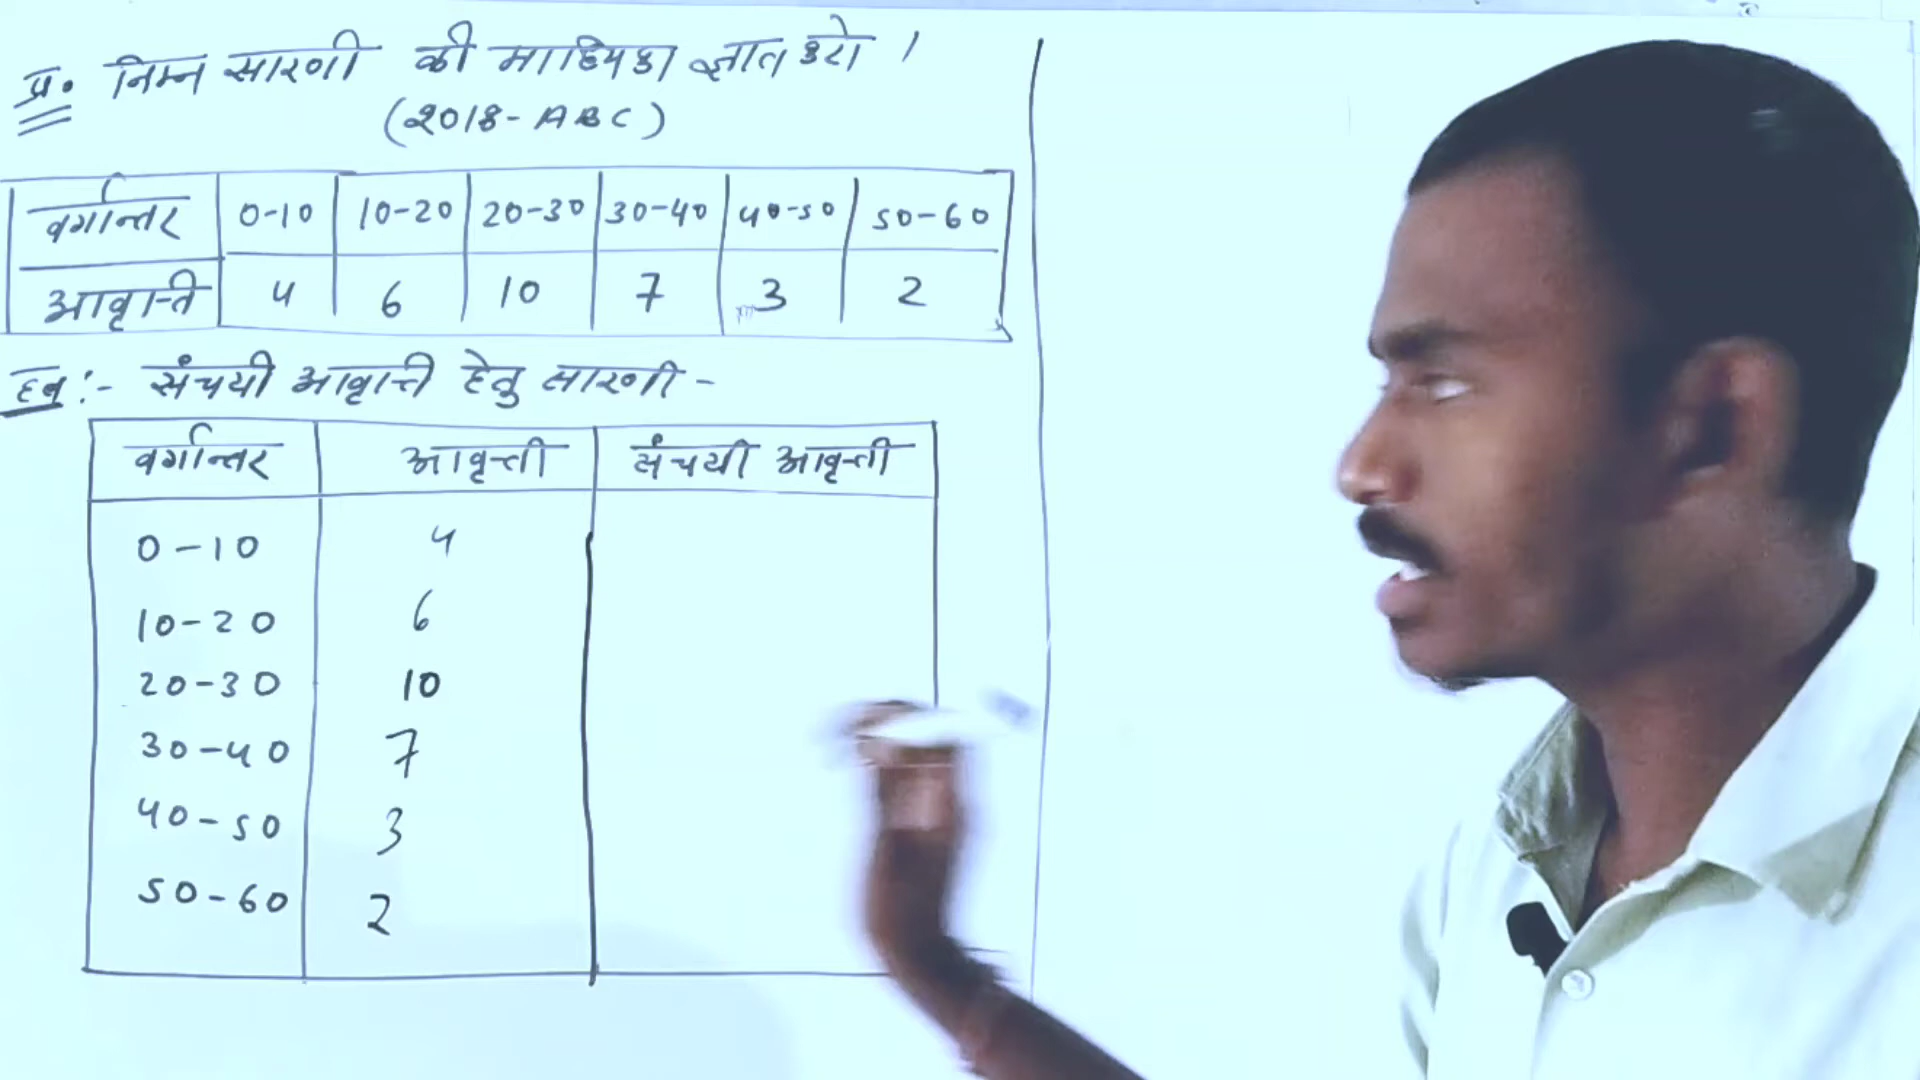 प्र. निम्न सारणी की माध्यिका ज्ञात करो ।
(2018-ABC)
वर्गान्तर 0-10 10-20 20-30 30-40 40-50 50-60
आवृत्ति 4 6 10 7 3 2
हल :- संचयी आवृत्ति हेतु सारणी -
वर्गान्तर आवृत्ती संचयी आवृत्ती
0-10 4
10-20 6
20-30 10
30-40 7
40-50 3
50-60 2